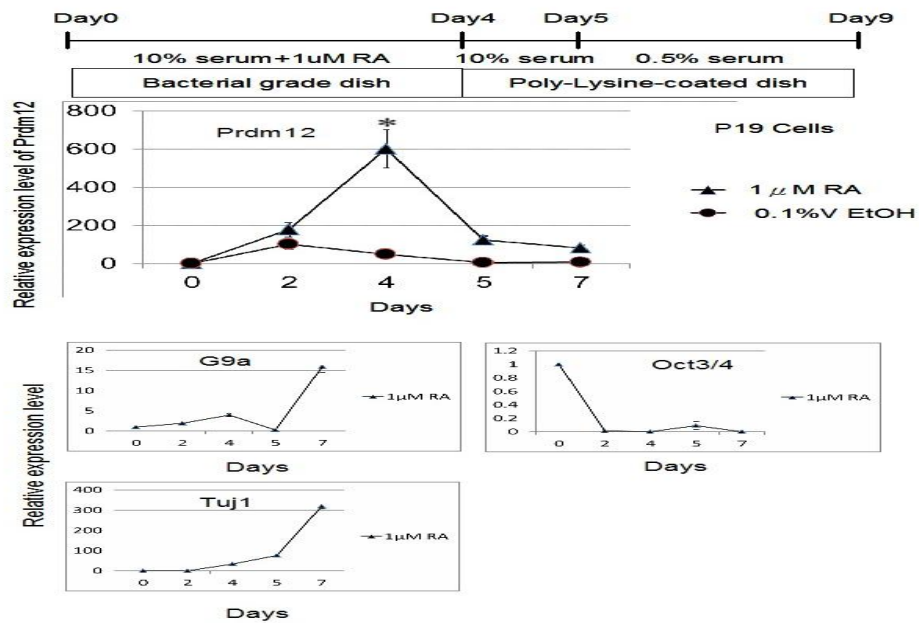 Day0 Day4 Day5 Day9
10% serum+1uM RA 10% serum 0.5% serum
Bacterial grade dish Poly-Lysine-coated dish
Relative expression level of Prdm12
800
600
400
200
0
Prdm12
*
0 2 4 5 7
Days
P19 Cells
1μM RA
0.1%V EtOH
Relative expression level
G9a
20
15
10
5
0
0 2 4 5 7
1μM RA
Days
Oct3/4
1.2
1
0.8
0.6
0.4
0.2
0
0 2 4 5 7
1μM RA
Days
Tuj1
400
300
200
100
0
0 2 4 5 7
1μM RA
Days